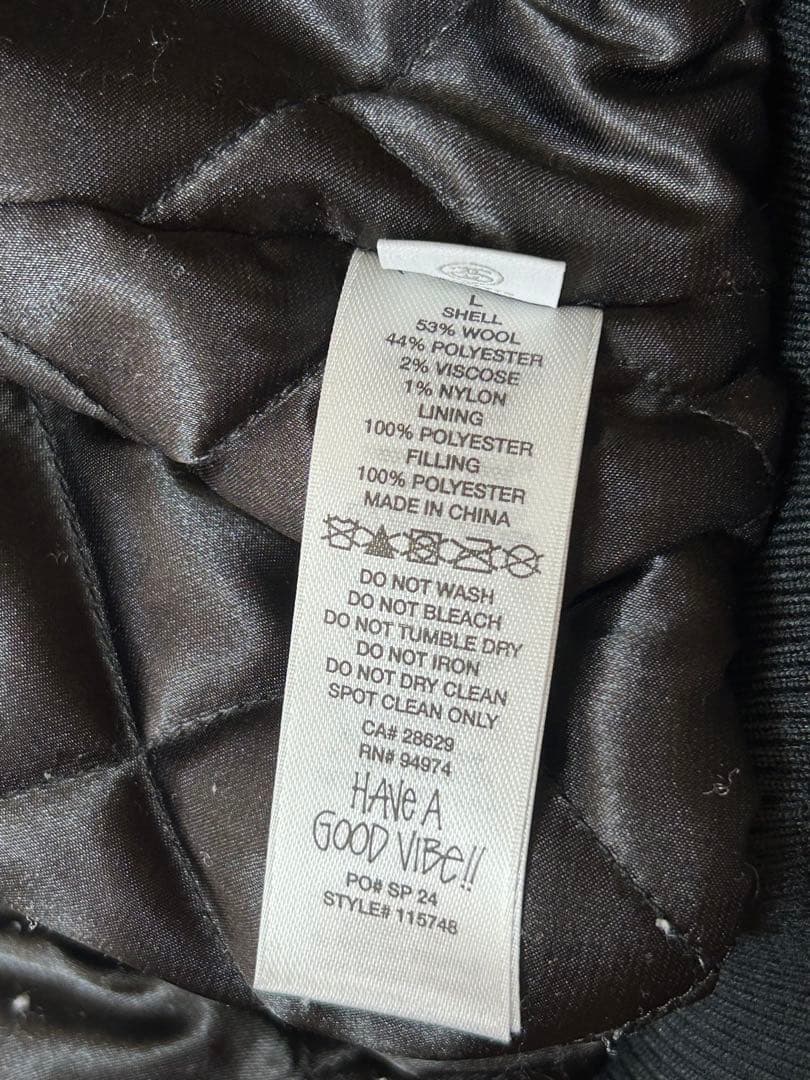 L
SHELL
53% WOOL
44% POLYESTER
2% VISCOSE
1% NYLON
LINING
100% POLYESTER
FILLING
100% POLYESTER
MADE IN CHINA
DO NOT WASH
DO NOT BLEACH
DO NOT TUMBLE DRY
DO NOT IRON
DO NOT DRY CLEAN
SPOT CLEAN ONLY
CA# 28629
RN# 94974
HAVE A
GOOD VIBE!!
PO# SP 24
STYLE# 115748